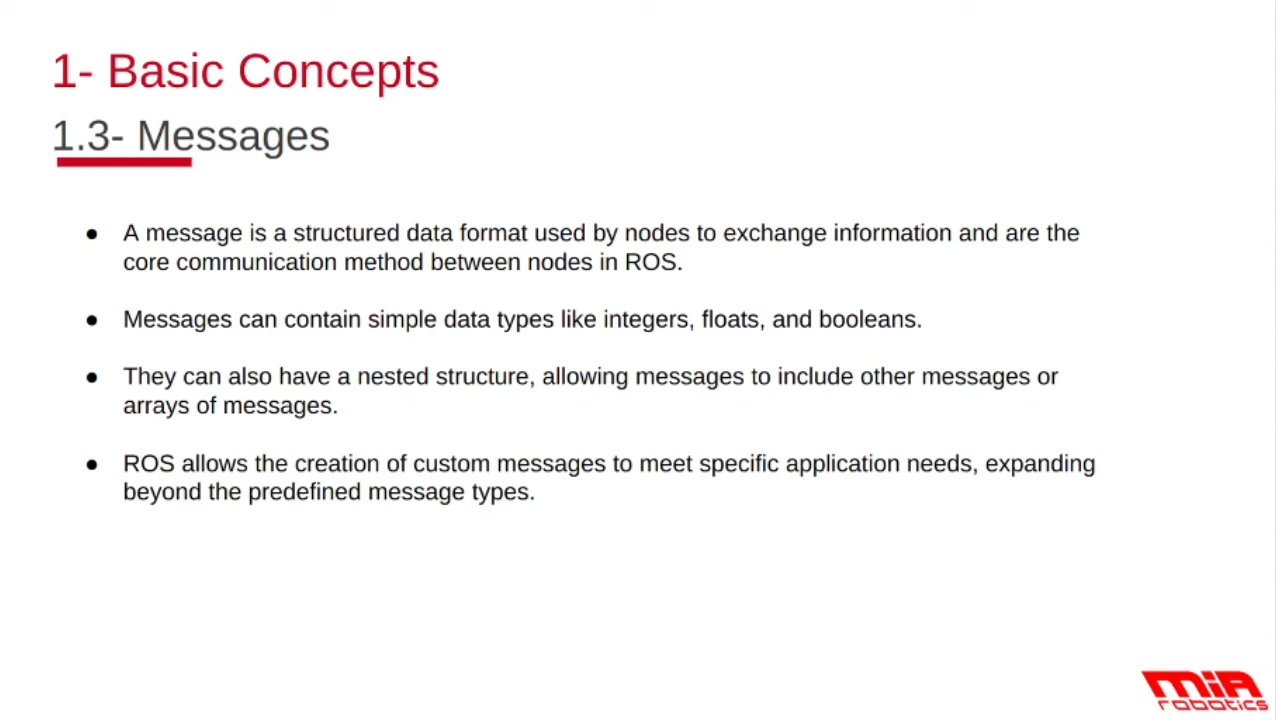 1- Basic Concepts
1.3- Messages
● A message is a structured data format used by nodes to exchange information and are the
core communication method between nodes in ROS.
● Messages can contain simple data types like integers, floats, and booleans.
● They can also have a nested structure, allowing messages to include other messages or
arrays of messages.
● ROS allows the creation of custom messages to meet specific application needs, expanding
beyond the predefined message types.
MIA
robotics